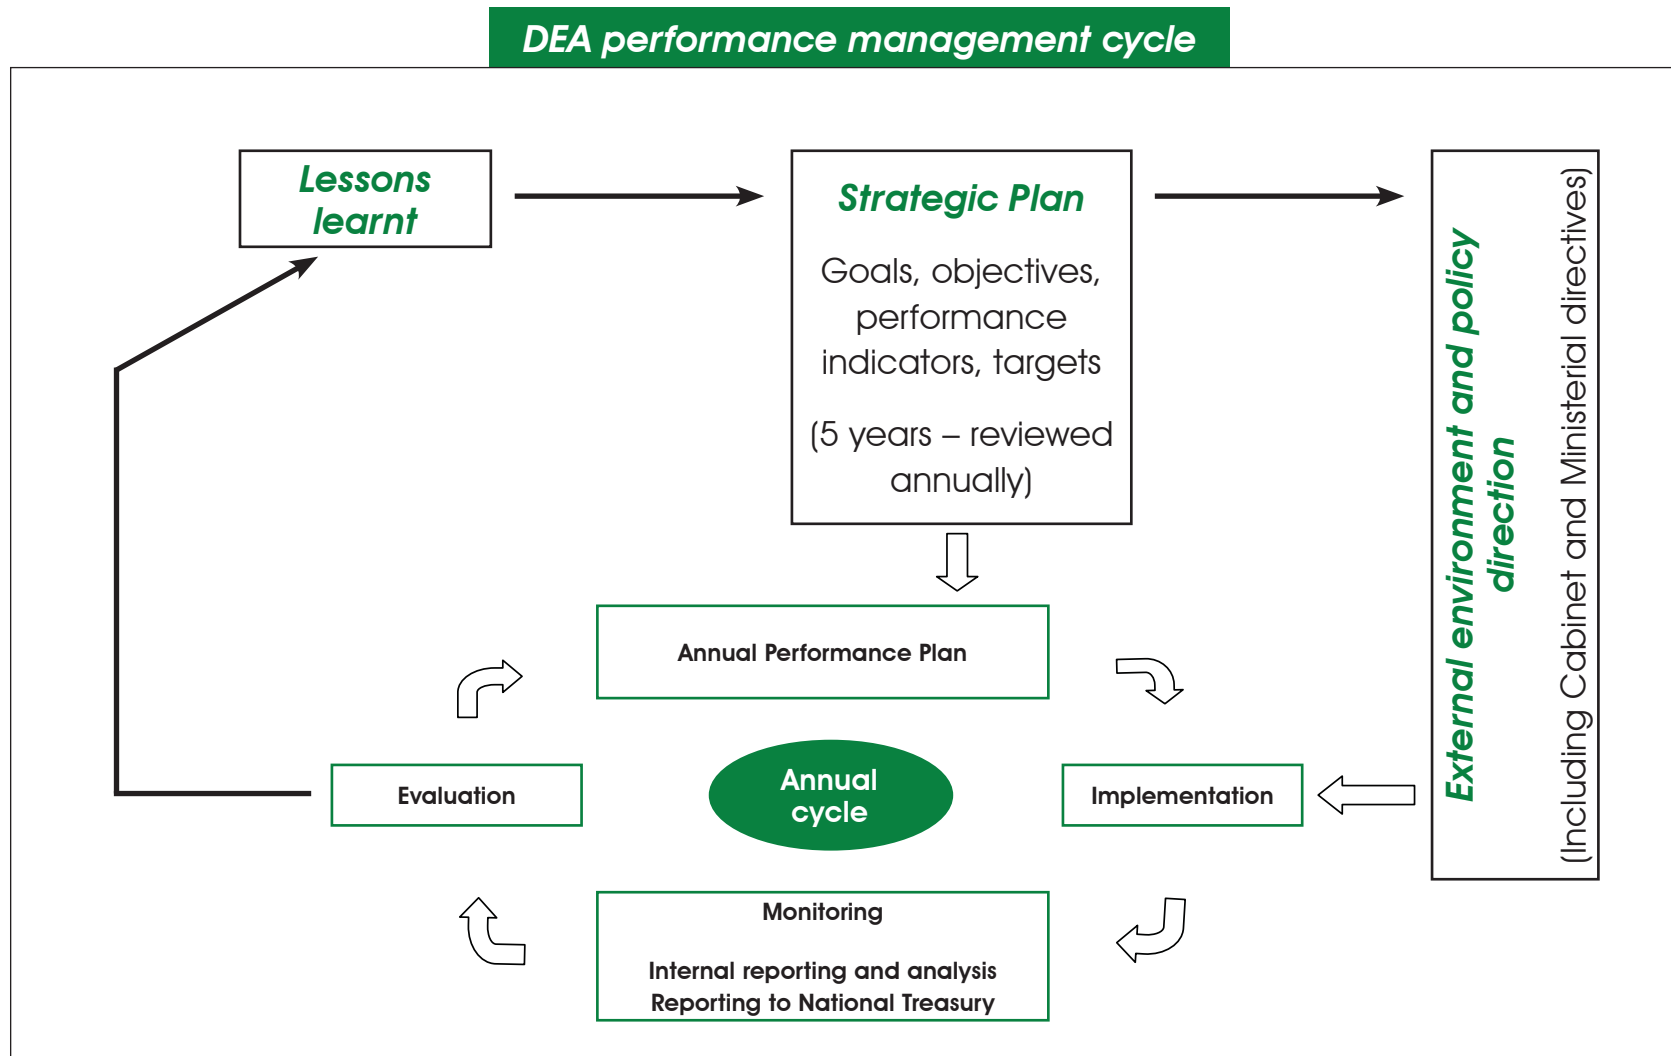 DEA performance management cycle
Lessons
learnt
Strategic Plan
Goals, objectives,
performance
indicators, targets
(5 years – reviewed
annually)
External environment and policy
direction
(Including Cabinet and Ministerial directives)
Annual Performance Plan
Evaluation
Annual
cycle
Implementation
Monitoring
Internal reporting and analysis
Reporting to National Treasury